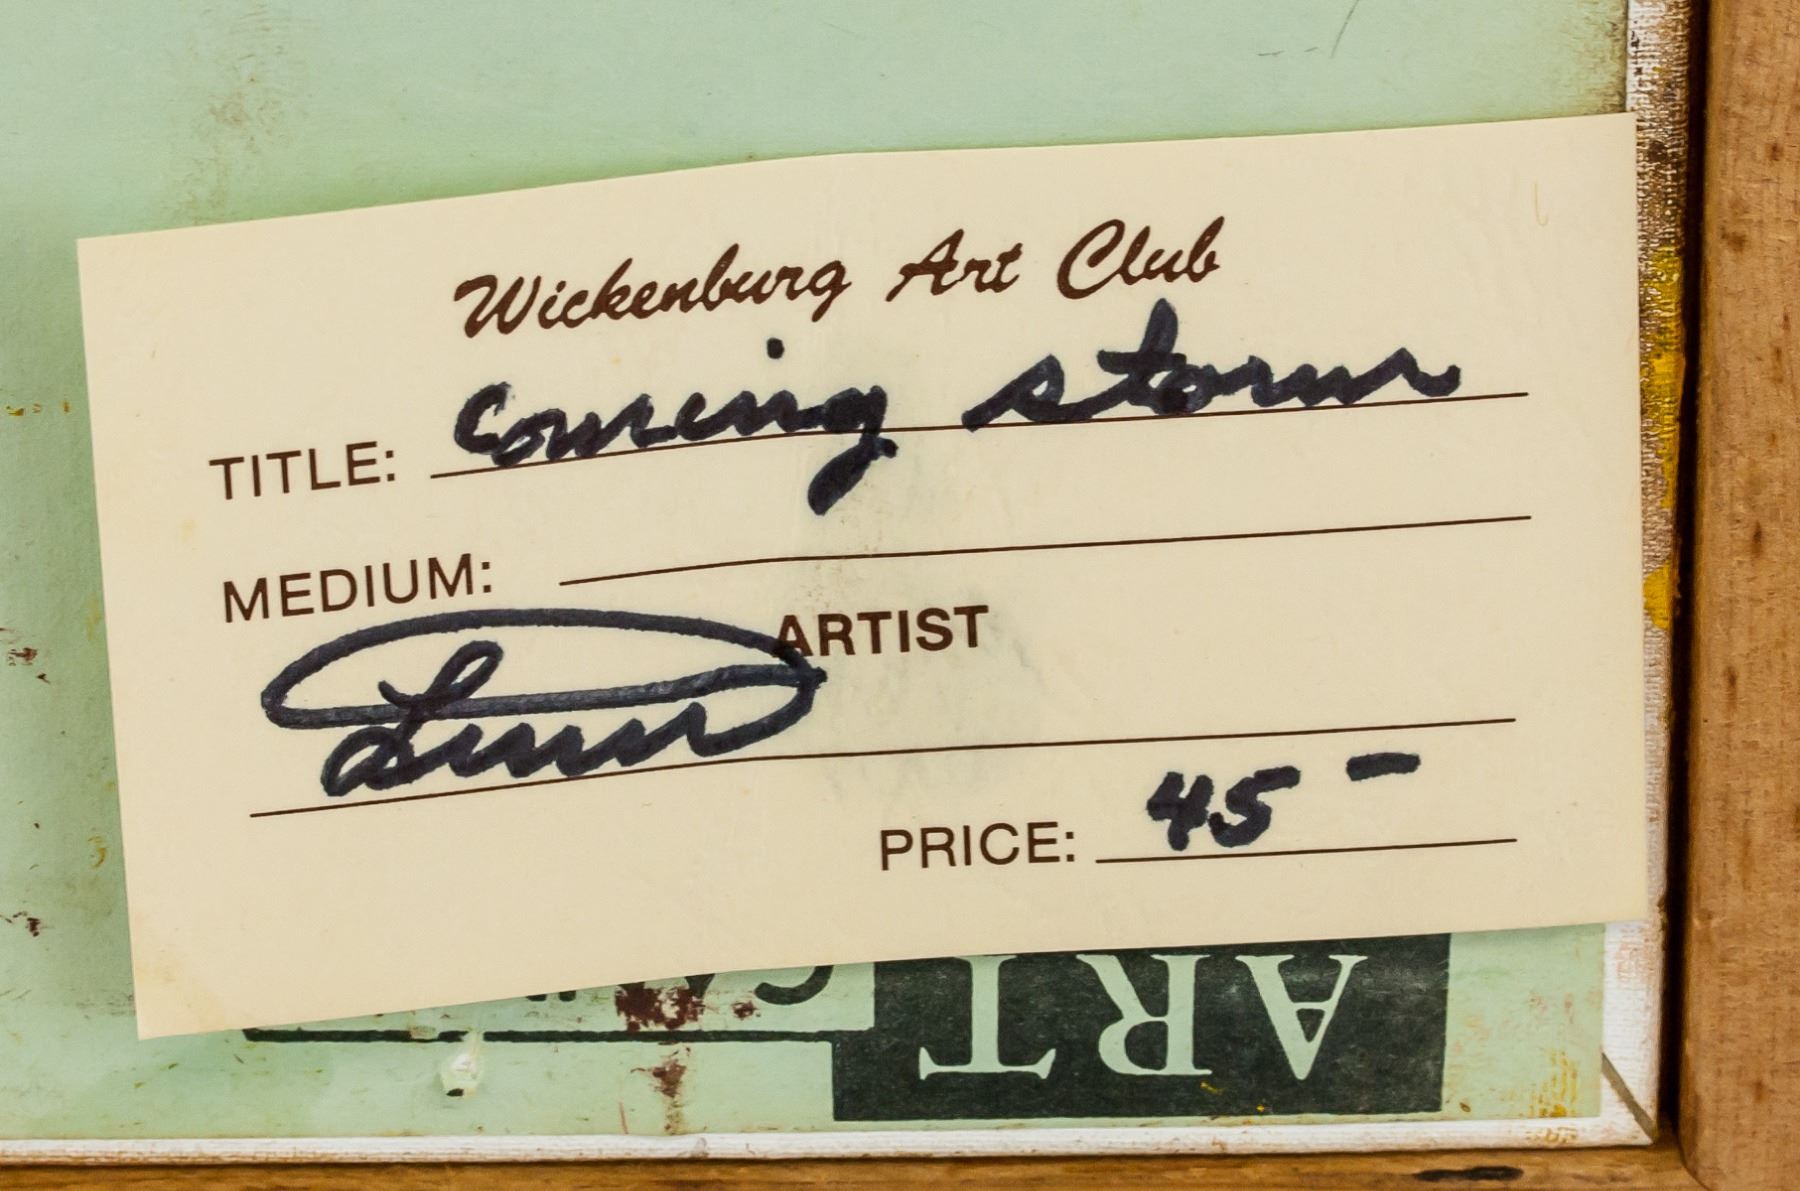 Wickenburg Art Club
TITLE: coming storm
MEDIUM:
ARTIST
PRICE: 45 –
ART